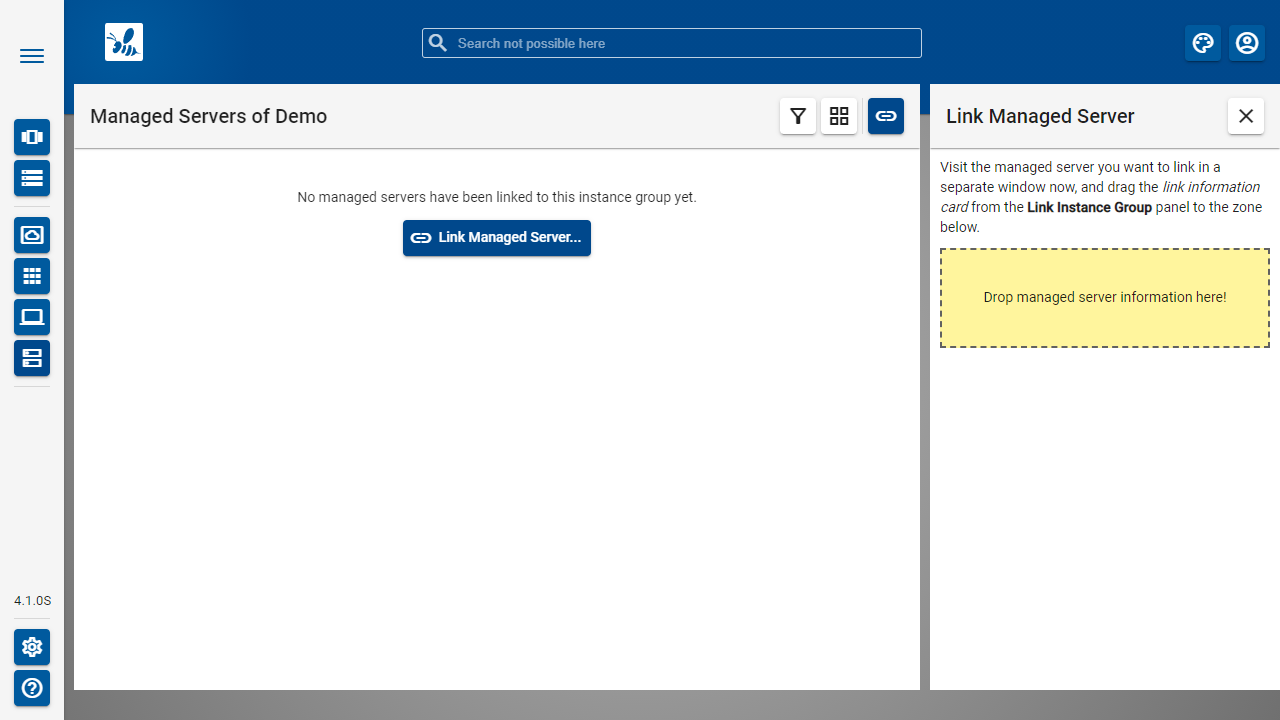 Search not possible here
Managed Servers of Demo
No managed servers have been linked to this instance group yet.
Link Managed Server...
Link Managed Server
Visit the managed server you want to link in a
separate window now, and drag the link information
card from the Link Instance Group panel to the zone
below.
Drop managed server information here!
4.1.0S